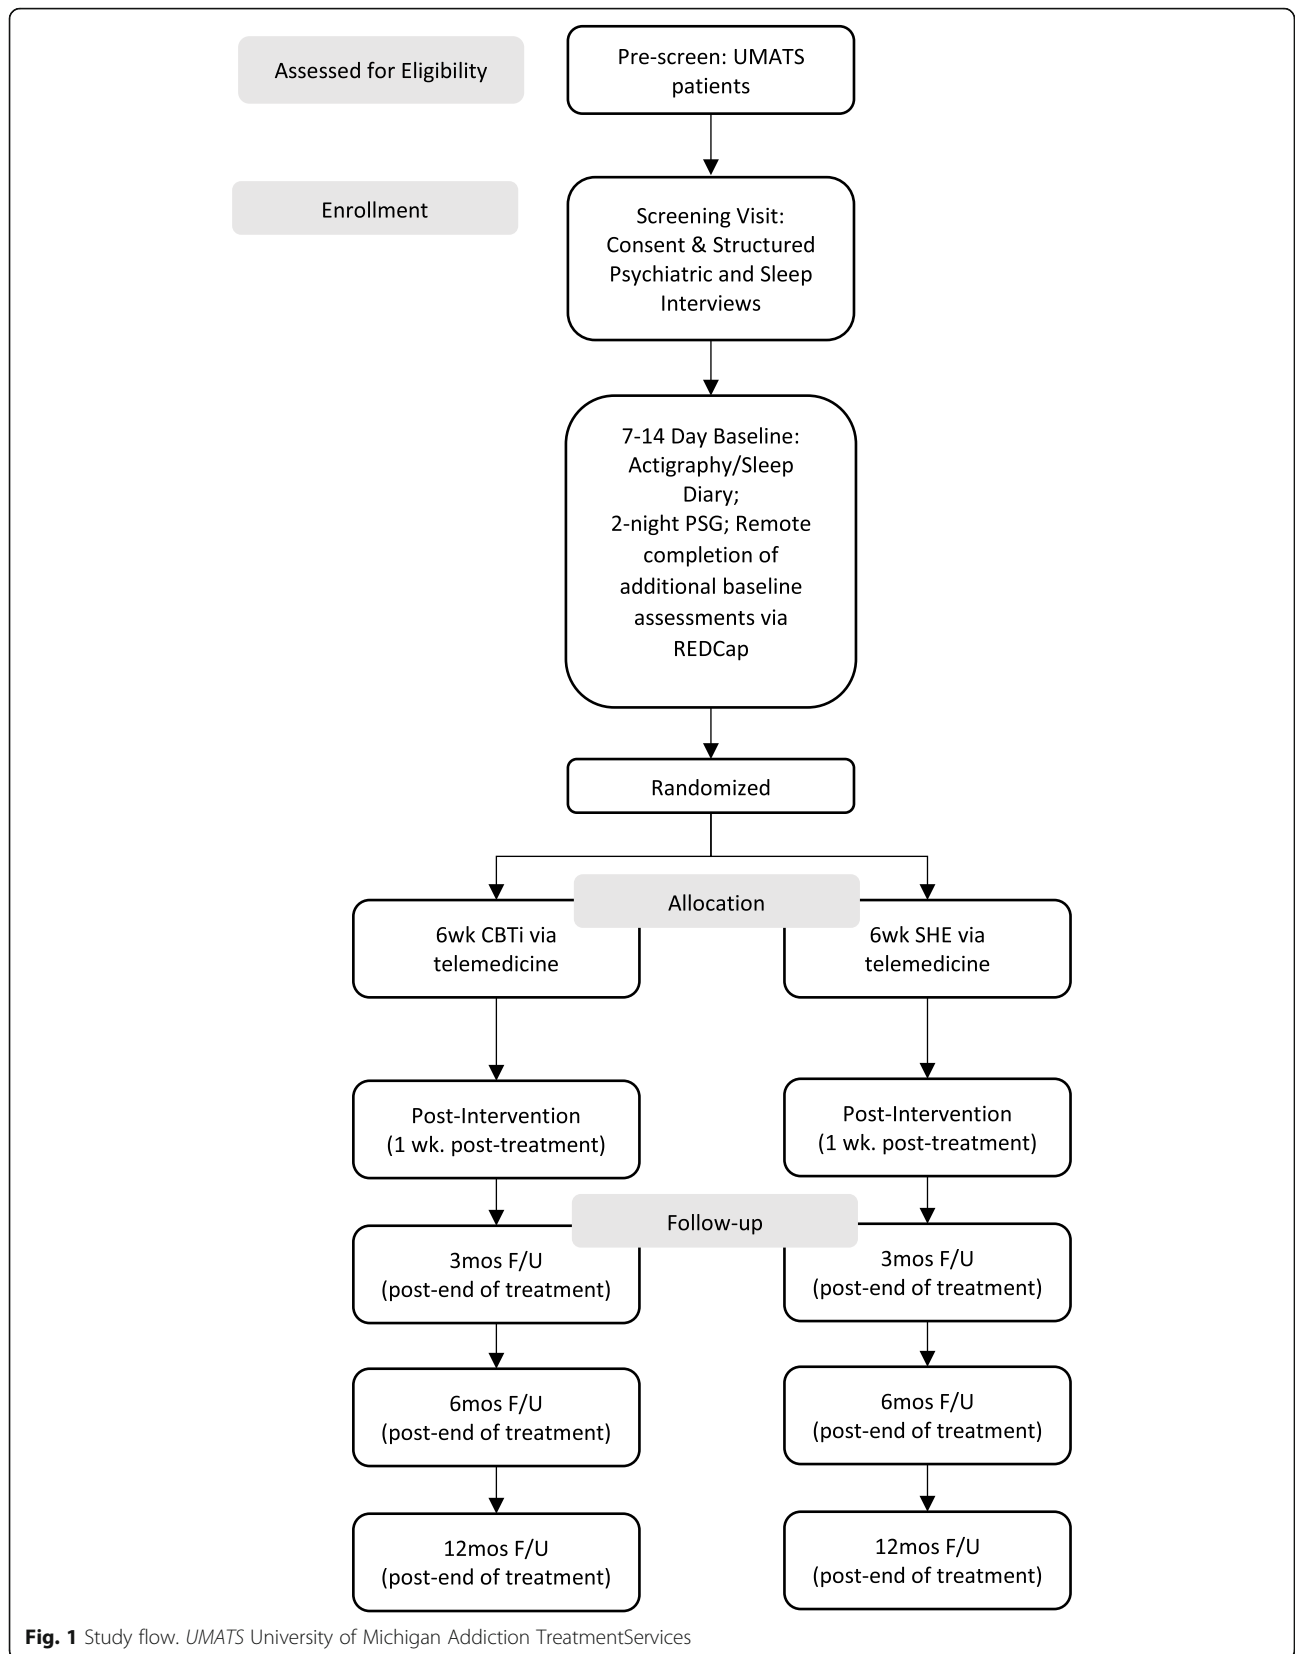 Assessed for Eligibility
Pre-screen: UMATS
patients
Enrollment
Screening Visit:
Consent & Structured
Psychiatric and Sleep
Interviews
7-14 Day Baseline:
Actigraphy/Sleep
Diary;
2-night PSG; Remote
completion of
additional baseline
assessments via
REDCap
Randomized
Allocation
6wk CBTi via
telemedicine
6wk SHE via
telemedicine
Post-Intervention
(1 wk. post-treatment)
Post-Intervention
(1 wk. post-treatment)
Follow-up
3mos F/U
(post-end of treatment)
3mos F/U
(post-end of treatment)
6mos F/U
(post-end of treatment)
6mos F/U
(post-end of treatment)
12mos F/U
(post-end of treatment)
12mos F/U
(post-end of treatment)
Fig. 1 Study flow. UMATS University of Michigan Addiction TreatmentServices